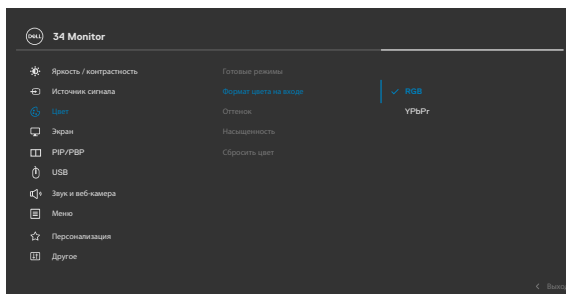 DELL 34 Monitor
Яркость / контрастность Готовые режимы
Источник сигнала Формат цвета на входе RGB
Цвет Оттенок YPbPr
Экран Насыщенность
PIP/PBP Сбросить цвет
USB
Звук и веб-камера
Меню
Персонализация
Другое